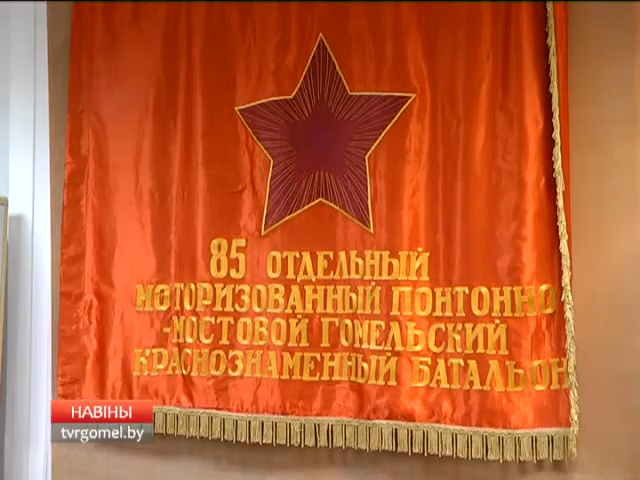 85 ОТДЕЛЬНЫЙ
МОТОРИЗОВАННЫЙ ПОНТОННО
-МОСТОВОЙ ГОМЕЛЬСКИЙ
КРАСНОЗНАМЕННЫЙ БАТАЛЬОН
НАВІНЫ
tvrgomel.by